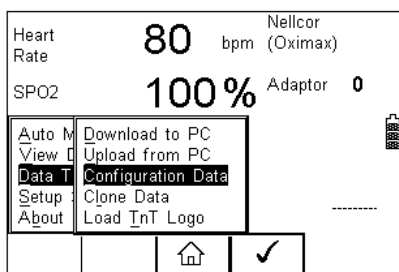 Heart Rate 80 bpm Nellcor (Oximax)
SPO2 100% Adaptor 0
Auto M
View D
Data T
Setup
About
Download to PC
Upload from PC
Configuration Data
Clone Data
Load TnT Logo